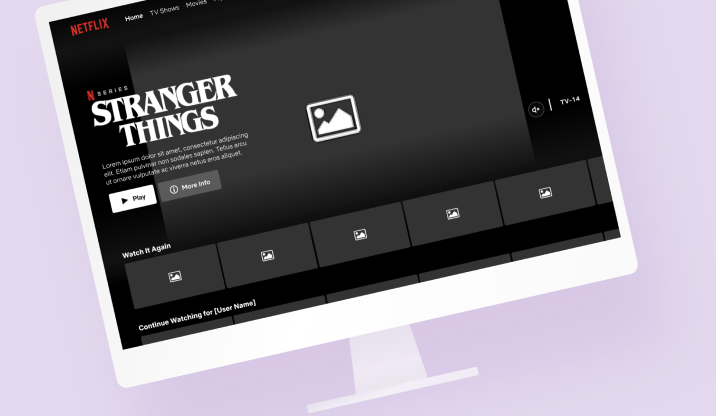 NETFLIX
Home TV Shows Movies
N SERIES
STRANGER
THINGS
Lorem ipsum dolor sit amet, consectetur adipiscing
elit. Etiam pulvinar non sodales sapien. Tellus arcu
ut ornare vulputate ac viverra netus eros aliquet.
Play
More Info
TV-14
Watch It Again
Continue Watching for [User Name]